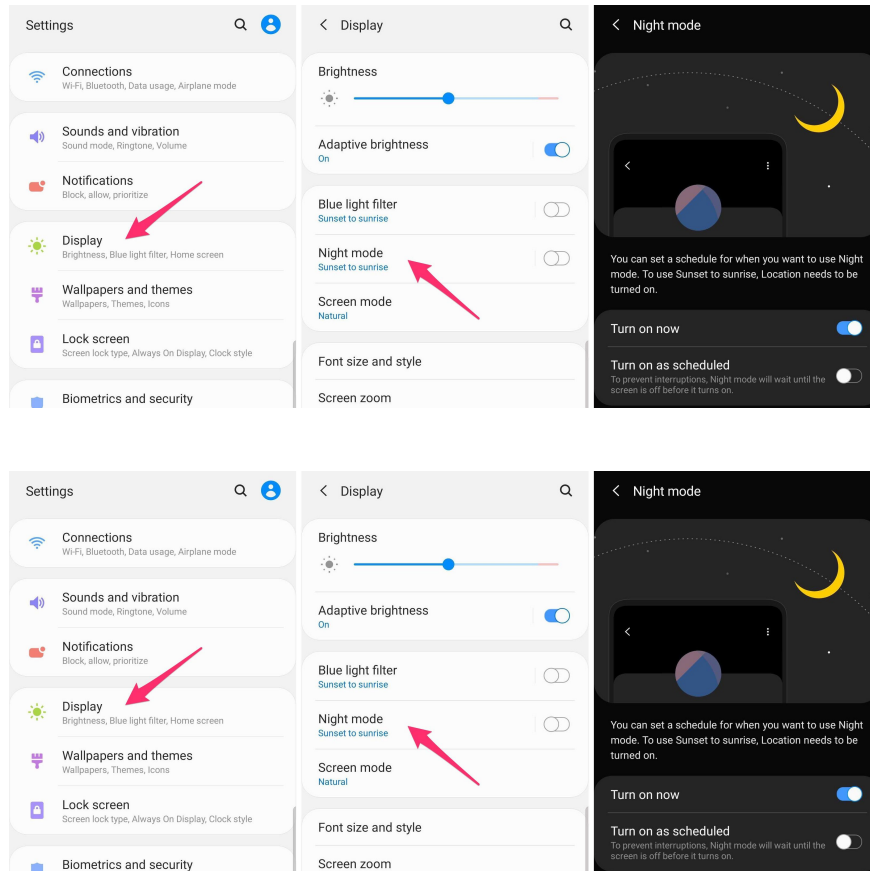 Settings
Connections
Wi-Fi, Bluetooth, Data usage, Airplane mode
Sounds and vibration
Sound mode, Ringtone, Volume
Notifications
Block, allow, prioritize
Display
Brightness, Blue light filter, Home screen
Wallpapers and themes
Wallpapers, Themes, Icons
Lock screen
Screen lock type, Always On Display, Clock style
Biometrics and security
Display
Brightness
Adaptive brightness
On
Blue light filter
Sunset to sunrise
Night mode
Sunset to sunrise
Screen mode
Natural
Font size and style
Screen zoom
Night mode
You can set a schedule for when you want to use Night
mode. To use Sunset to sunrise, Location needs to be
turned on.
Turn on now
Turn on as scheduled
To prevent interruptions, Night mode will wait until the
screen is off before it turns on.
Settings
Connections
Wi-Fi, Bluetooth, Data usage, Airplane mode
Sounds and vibration
Sound mode, Ringtone, Volume
Notifications
Block, allow, prioritize
Display
Brightness, Blue light filter, Home screen
Wallpapers and themes
Wallpapers, Themes, Icons
Lock screen
Screen lock type, Always On Display, Clock style
Biometrics and security
Display
Brightness
Adaptive brightness
On
Blue light filter
Sunset to sunrise
Night mode
Sunset to sunrise
Screen mode
Natural
Font size and style
Screen zoom
Night mode
You can set a schedule for when you want to use Night
mode. To use Sunset to sunrise, Location needs to be
turned on.
Turn on now
Turn on as scheduled
To prevent interruptions, Night mode will wait until the
screen is off before it turns on.